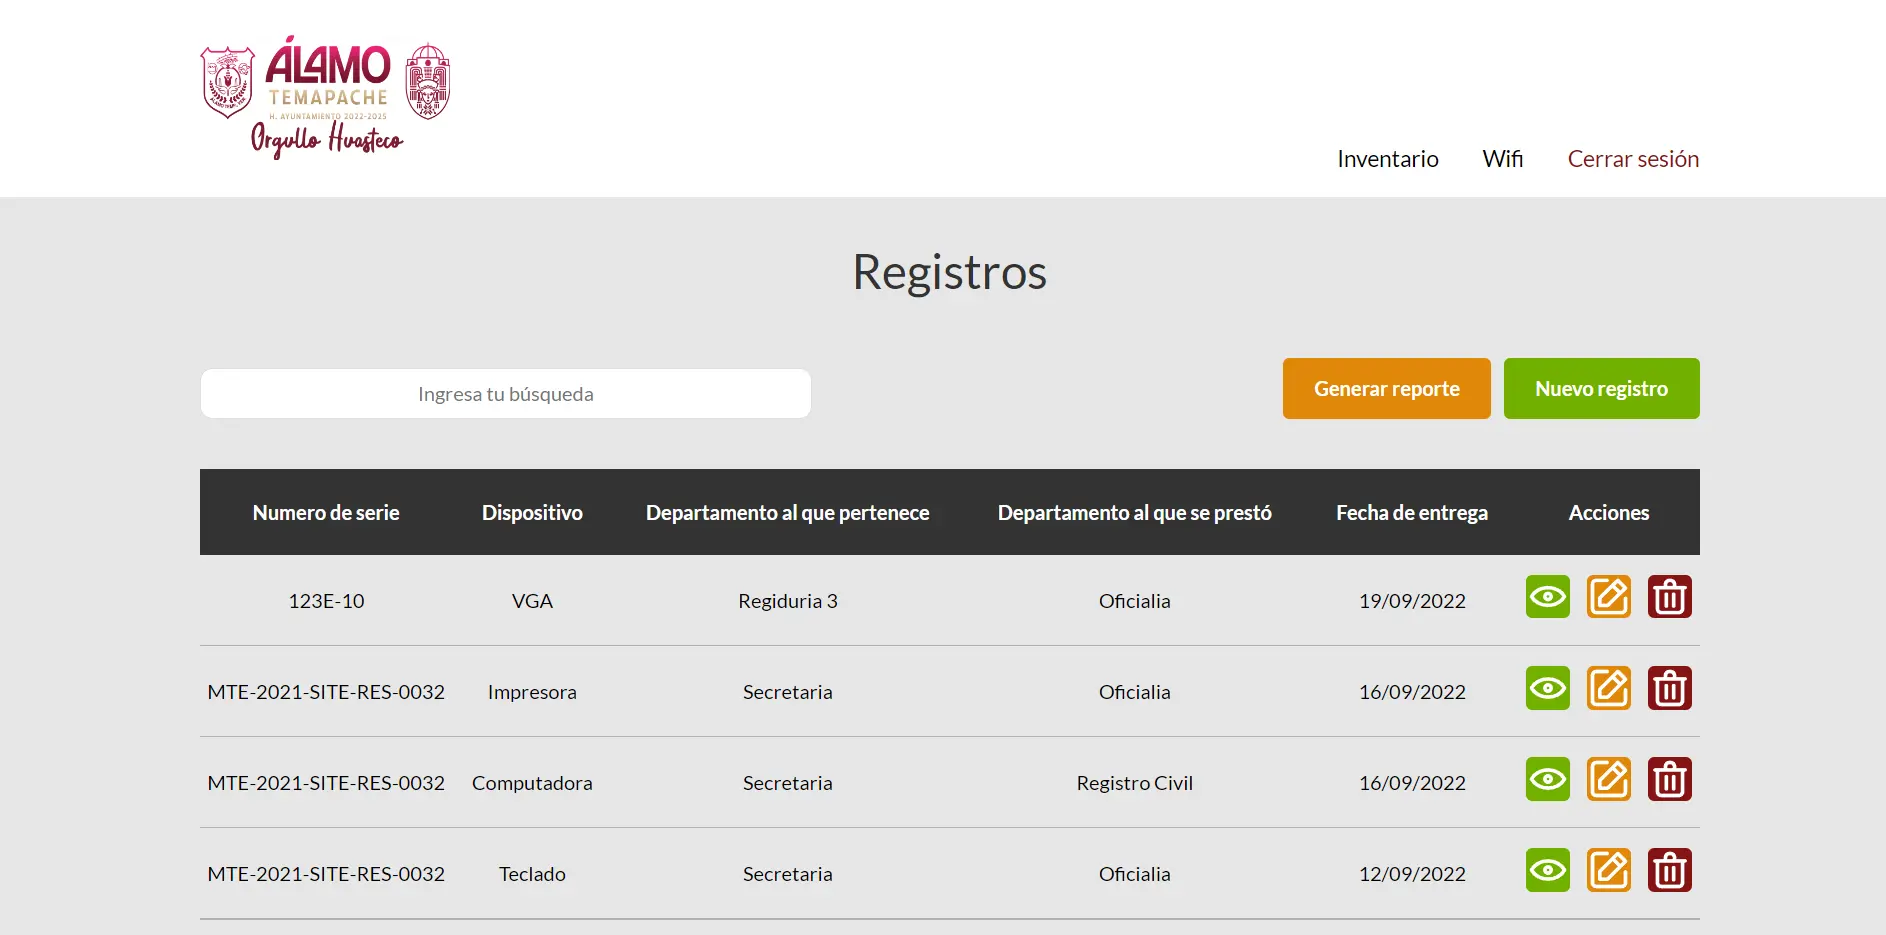 ÁLAMO
TEMAPACHE
H. AYUNTAMIENTO 2022-2025
Orgullo Huasteco
Inventario Wifi Cerrar sesión
Registros
Ingresa tu búsqueda
Generar reporte Nuevo registro
Numero de serie Dispositivo Departamento al que pertenece Departamento al que se prestó Fecha de entrega Acciones
123E-10 VGA Regiduria 3 Oficialia 19/09/2022
MTE-2021-SITE-RES-0032 Impresora Secretaria Oficialia 16/09/2022
MTE-2021-SITE-RES-0032 Computadora Secretaria Registro Civil 16/09/2022
MTE-2021-SITE-RES-0032 Teclado Secretaria Oficialia 12/09/2022